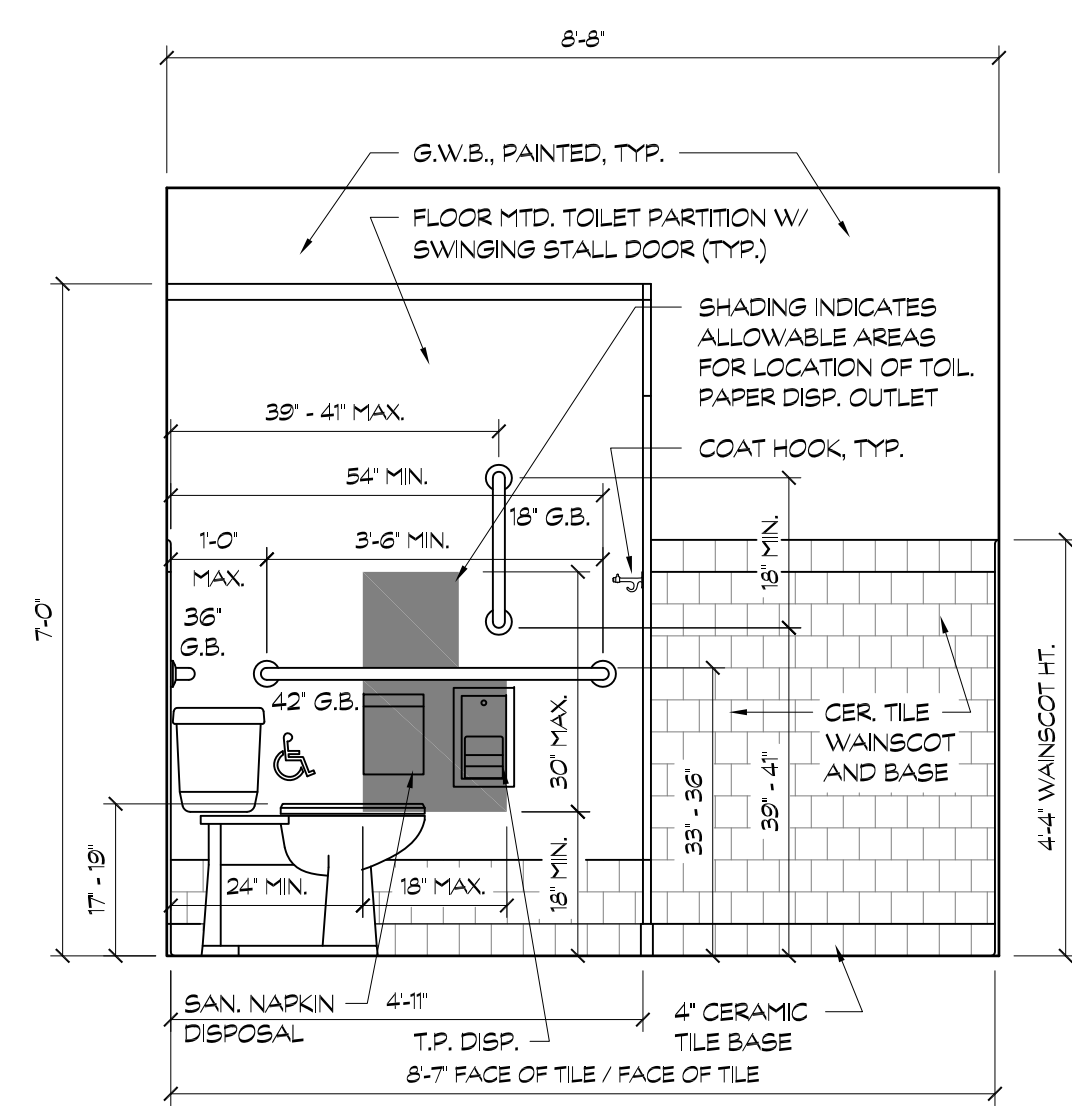 8'-8"
G.W.B., PAINTED, TYP.
FLOOR MTD. TOILET PARTITION W/
SWINGING STALL DOOR (TYP.)
SHADING INDICATES
ALLOWABLE AREAS
FOR LOCATION OF TOIL.
PAPER DISP. OUTLET
39" - 41" MAX.
COAT HOOK, TYP.
54" MIN.
18" G.B.
1'-0"
MAX.
3'-6" MIN.
18" MIN.
7'-0"
36"
G.B.
42" G.B.
30" MAX.
CER. TILE
WAINSCOT
AND BASE
33" - 36"
39" - 41"
4'-4" WAINSCOT HT.
17" - 19"
24" MIN.
18" MAX.
18" MIN.
SAN. NAPKIN
DISPOSAL
4'-11"
T.P. DISP.
4" CERAMIC
TILE BASE
8'-7" FACE OF TILE / FACE OF TILE